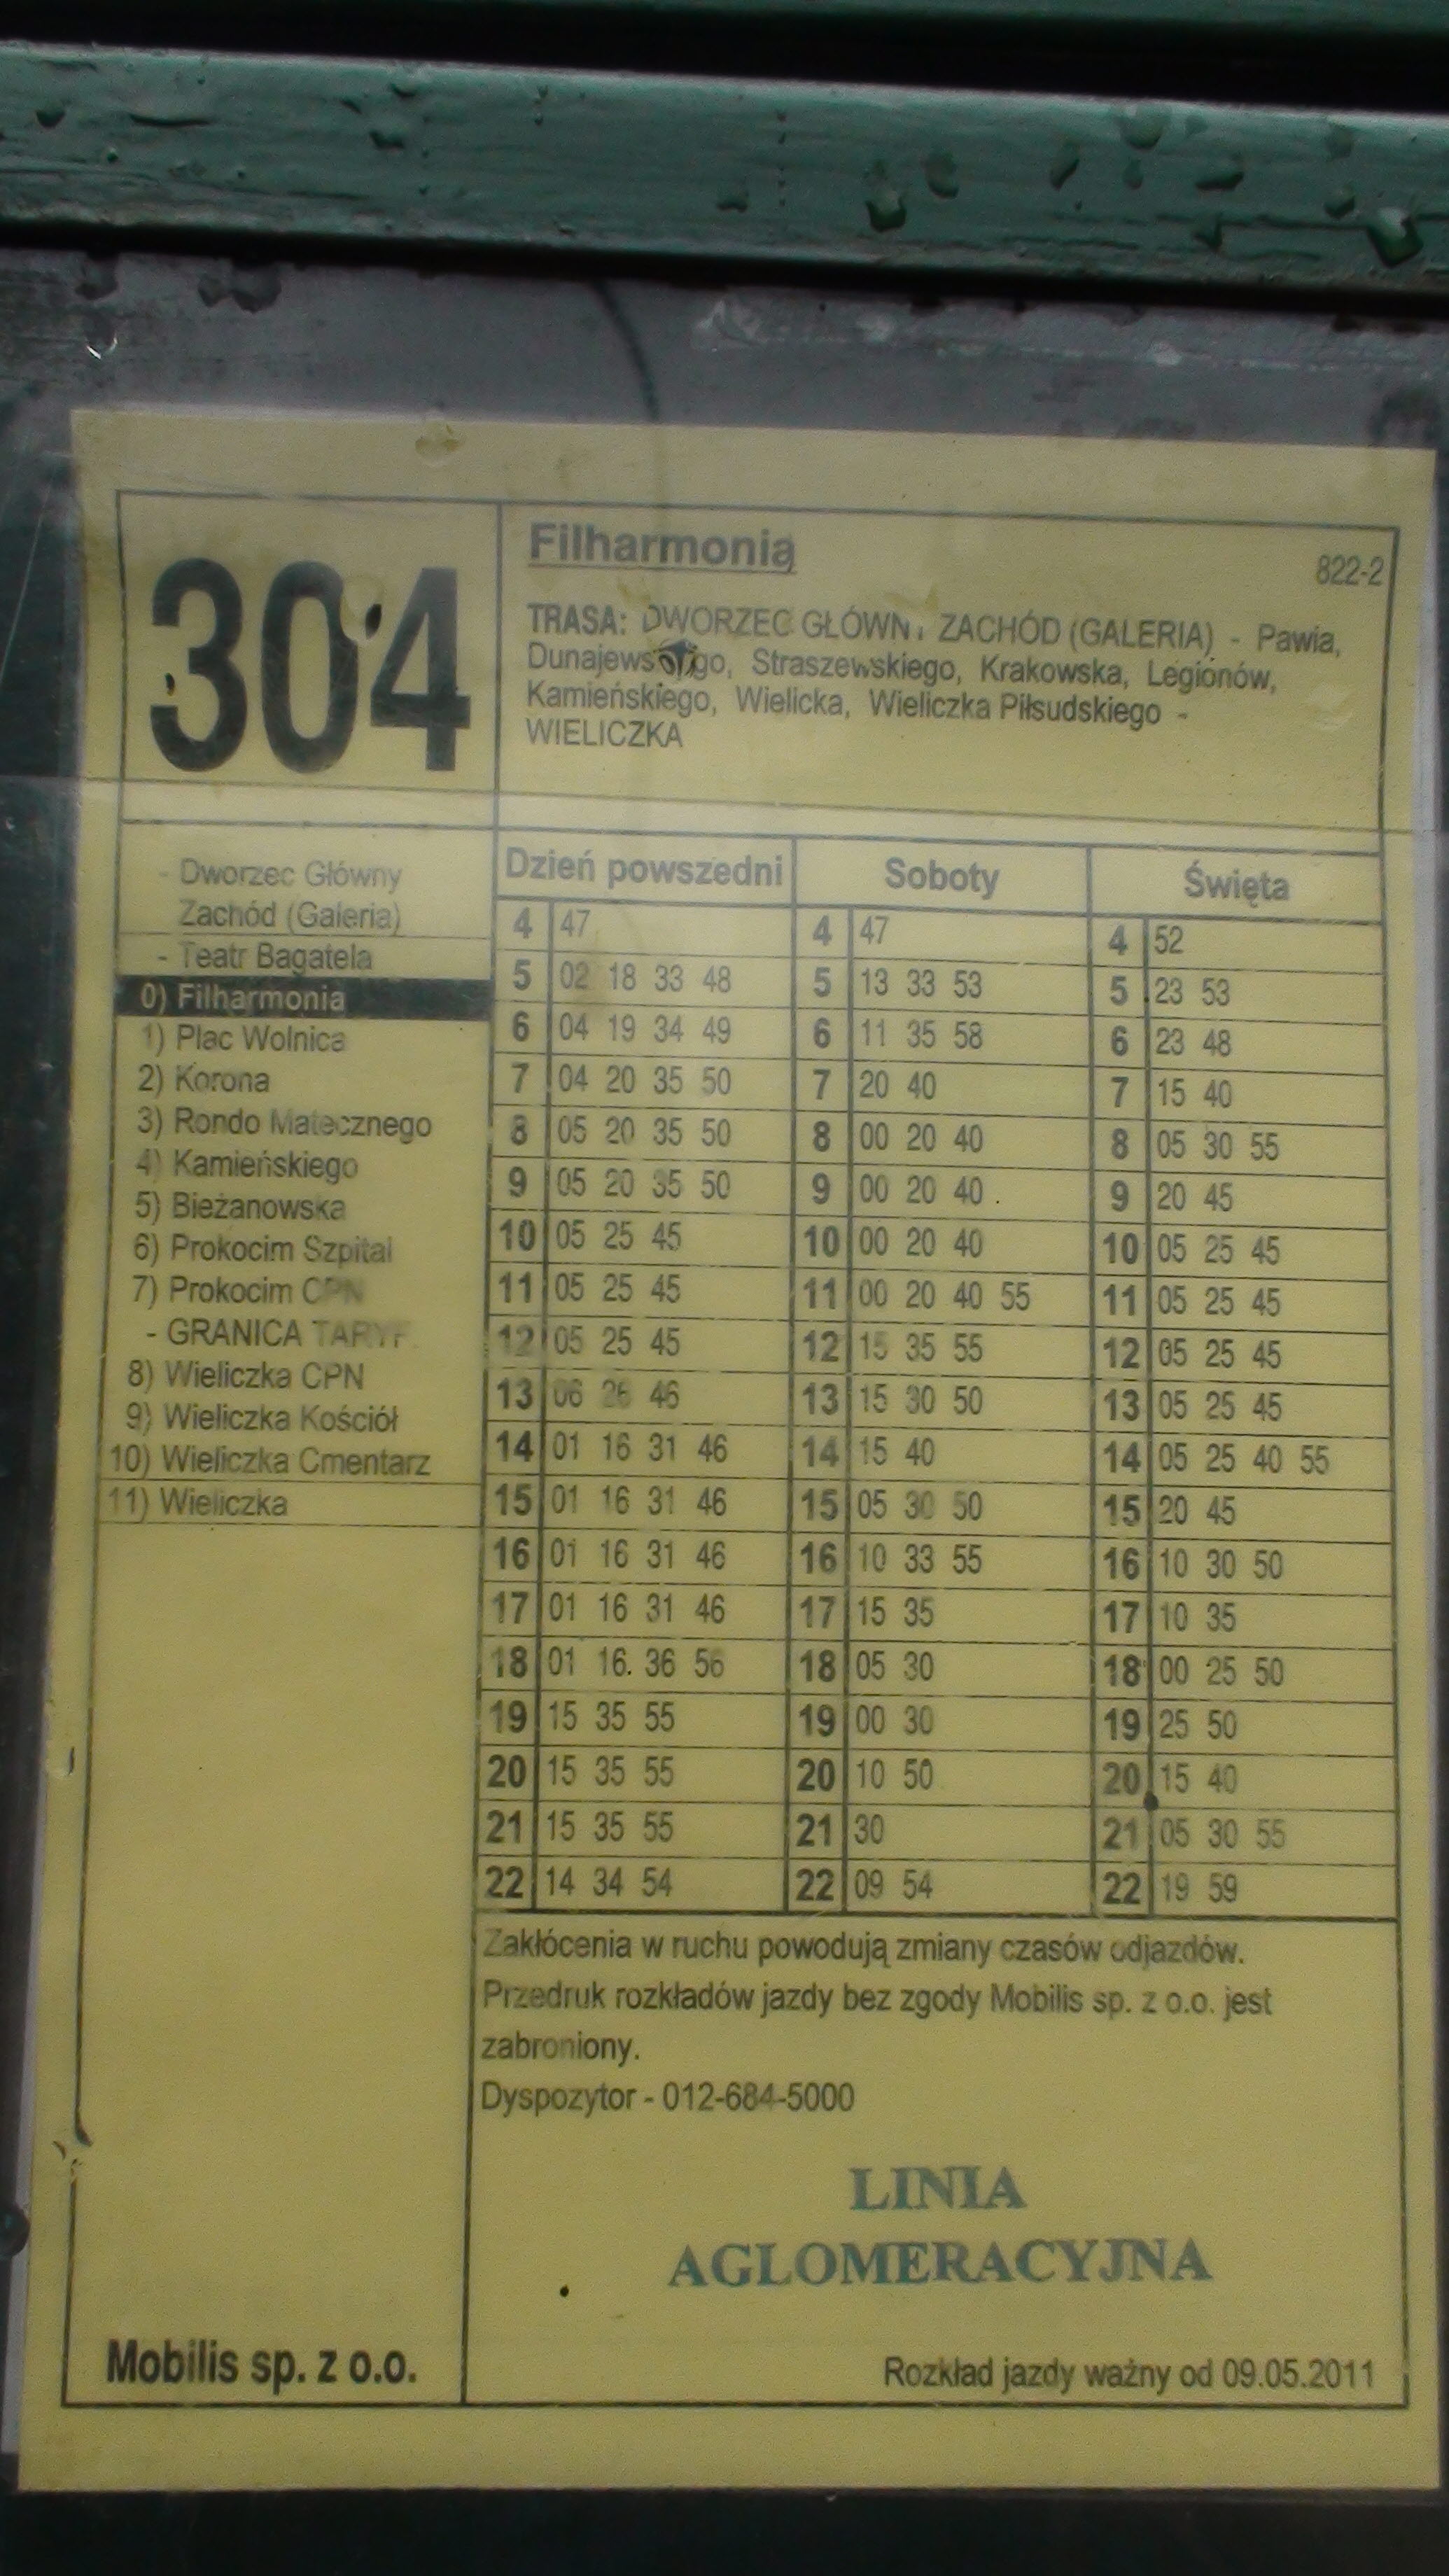 304
Filharmonia
822-2
TRASA: DWORZEC GŁÓWNY ZACHÓD (GALERIA) - Pawia,
Straszewskiego, Krakowska, Legionów,
Kamieńskiego, Wielicka, Wieliczka Piłsudskiego -
WIELICZKA
- Dworzec Główny
Zachód (Galeria)
- Teatr Bagatela
0) Filharmonia
1) Plac Wolnica
2) Korona
3) Rondo Matecznego
4) Kamieńskiego
5) Bieżanowska
6) Prokocim Szpital
7) Prokocim CPN
- GRANICA TARYF
8) Wieliczka CPN
9) Wieliczka Kościół
10) Wieliczka Cmentarz
11) Wieliczka
Dzień powszedni Soboty Święta
4 47 4 47 4 52
5 02 18 33 48 5 13 33 53 5 23 53
6 04 19 34 49 6 11 35 58 6 23 48
7 04 20 35 50 7 20 40 7 15 40
8 05 20 35 50 8 00 20 40 8 05 30 55
9 05 20 35 50 9 00 20 40 9 20 45
10 05 25 45 10 00 20 40 10 05 25 45
11 05 25 45 11 00 20 40 55 11 05 25 45
12 05 25 45 12 15 35 55 12 05 25 45
13 06 26 46 13 15 30 50 13 05 25 45
14 01 16 31 46 14 15 40 14 05 25 40 55
15 01 16 31 46 15 05 30 50 15 20 45
16 01 16 31 46 16 10 33 55 16 10 30 50
17 01 16 31 46 17 15 35 17 10 35
18 01 16 36 56 18 05 30 18 00 25 50
19 15 35 55 19 00 30 19 25 50
20 15 35 55 20 10 50 20 15 40
21 15 35 55 21 30 21 05 30 55
22 14 34 54 22 09 54 22 19 59
Zakłócenia w ruchu powodują zmiany czasów odjazdów.
Przedruk rozkładów jazdy bez zgody Mobilis sp. z o.o. jest
zabroniony.
Dyspozytor - 012-684-5000
LINIA
AGLOMERACYJNA
Mobilis sp. z o.o.
Rozkład jazdy ważny od 09.05.2011